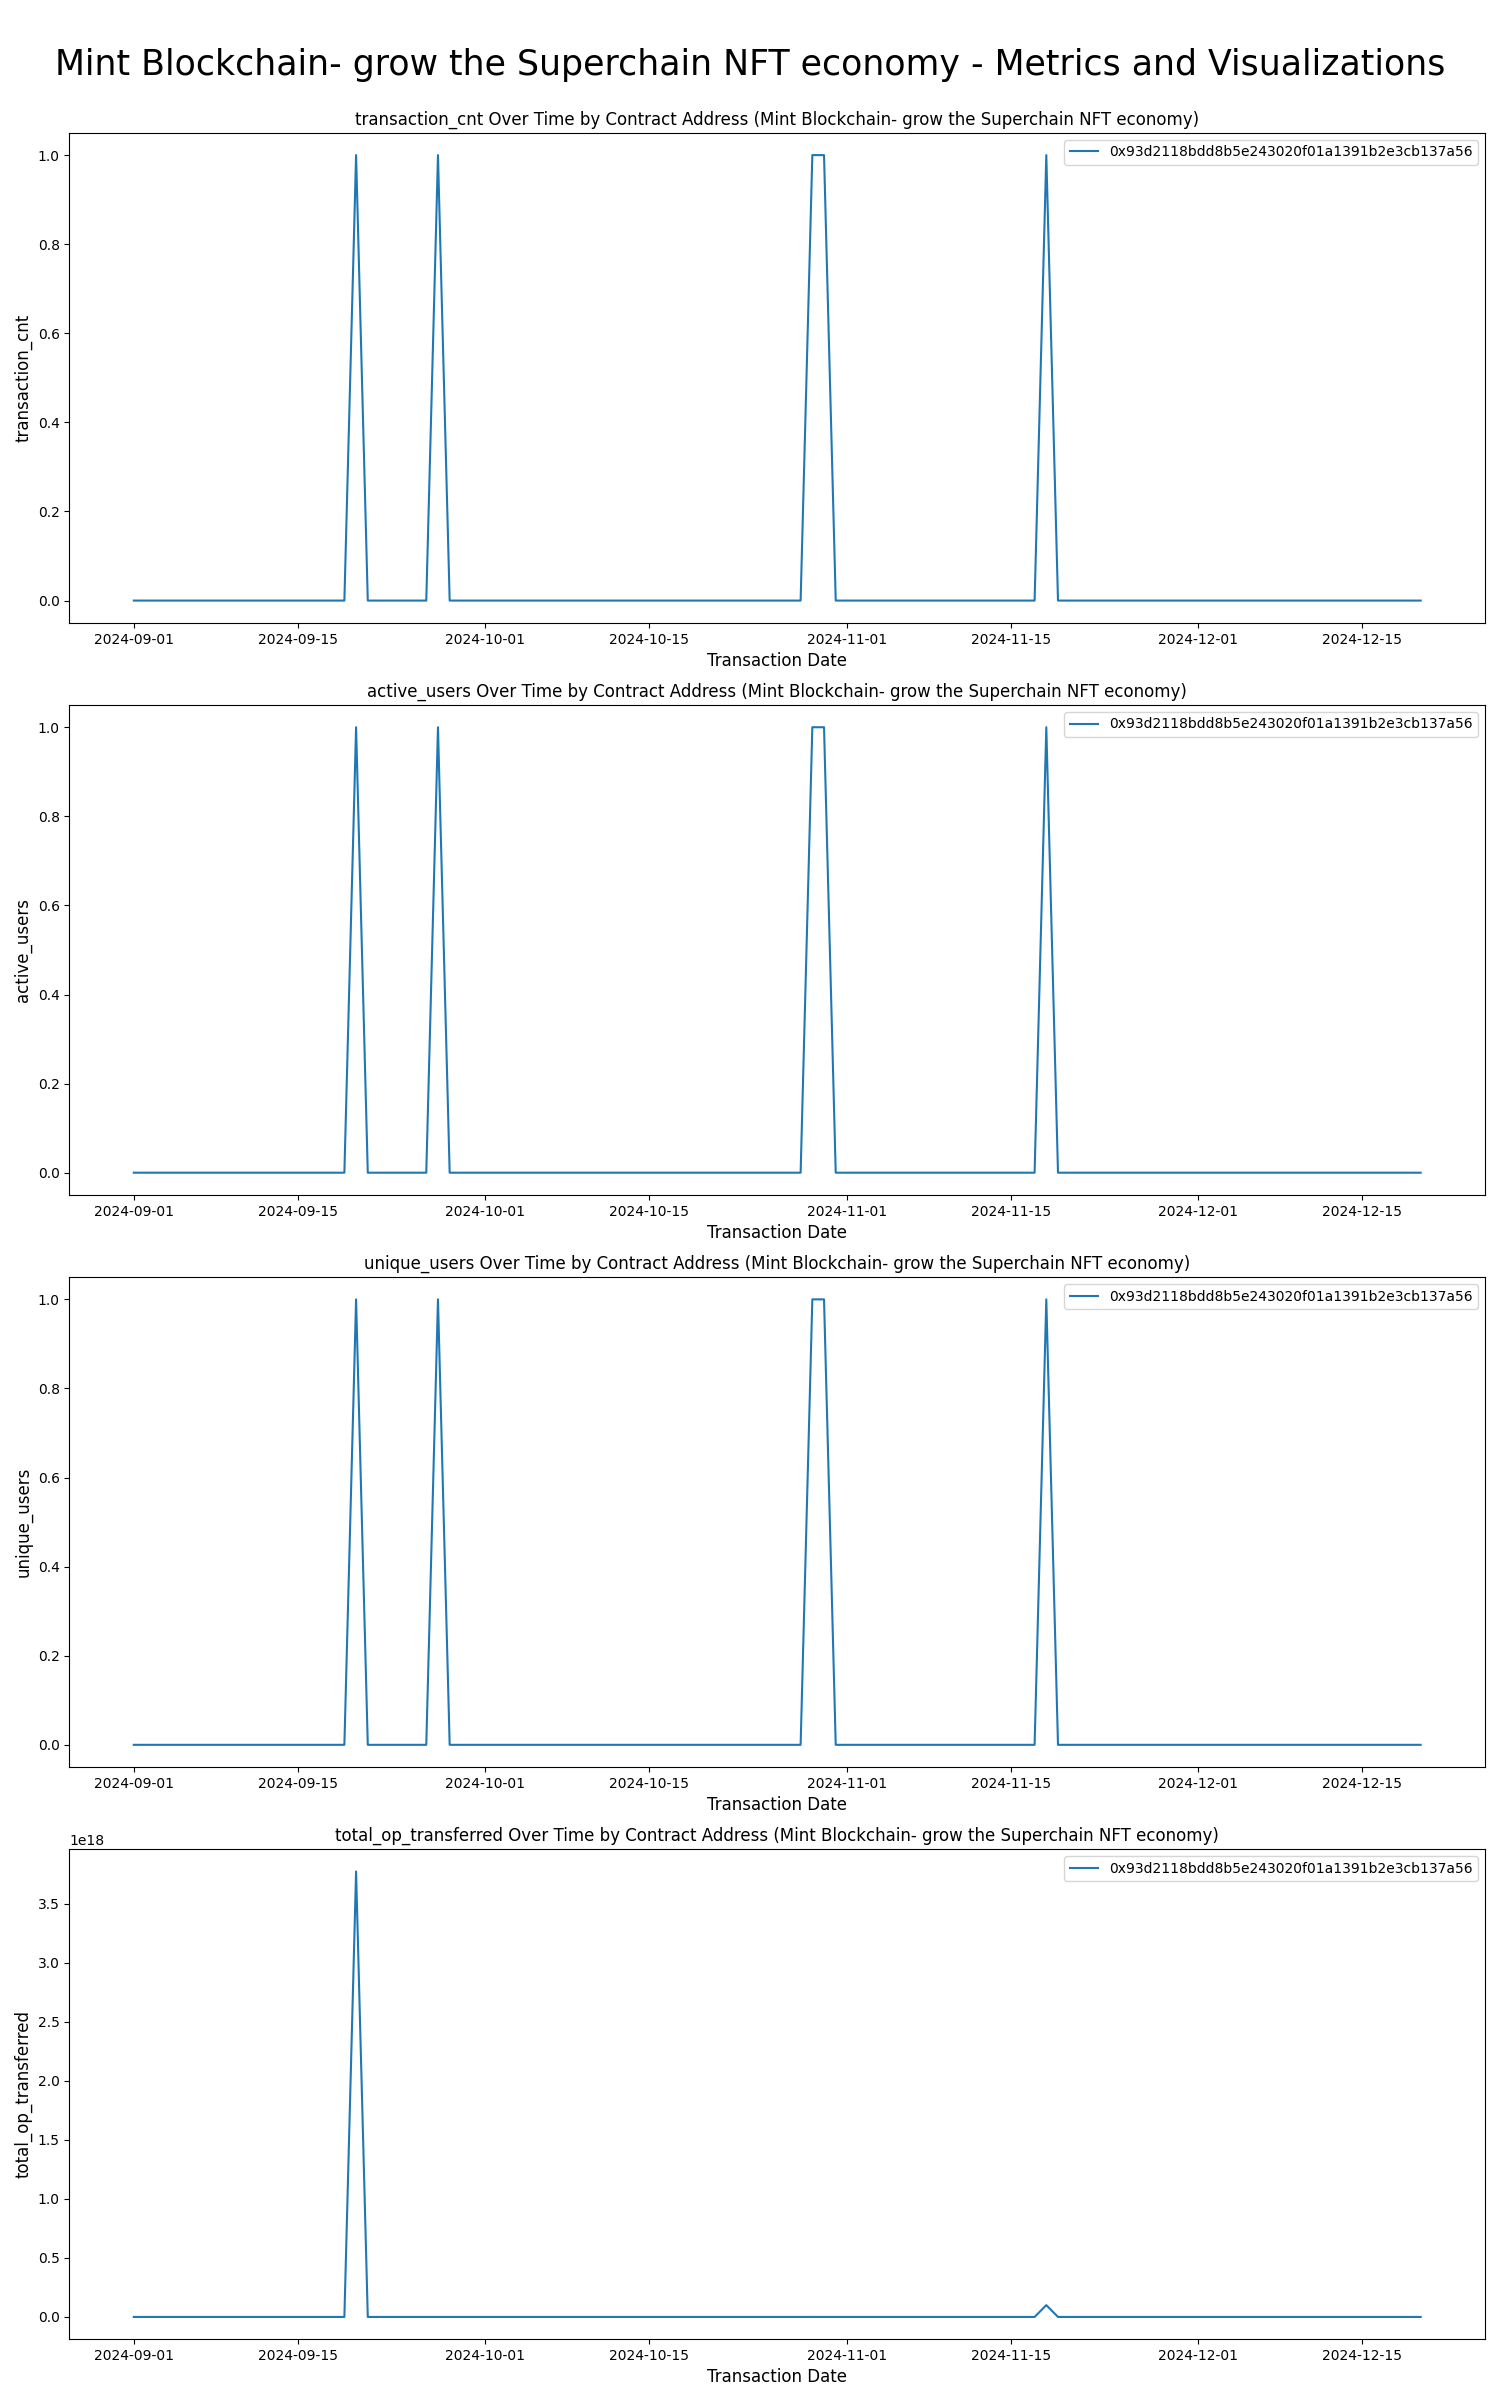 Mint Blockchain- grow the Superchain NFT economy - Metrics and Visualizations
transaction_cnt Over Time by Contract Address (Mint Blockchain- grow the Superchain NFT economy)
0x93d2118bdd8b5e243020f01a1391b2e3cb137a56
1.0
0.8
0.6
0.4
0.2
0.0
transaction_cnt
2024-09-01 2024-09-15 2024-10-01 2024-10-15 2024-11-01 2024-11-15 2024-12-01 2024-12-15
Transaction Date
active_users Over Time by Contract Address (Mint Blockchain- grow the Superchain NFT economy)
0x93d2118bdd8b5e243020f01a1391b2e3cb137a56
1.0
0.8
0.6
0.4
0.2
0.0
active_users
2024-09-01 2024-09-15 2024-10-01 2024-10-15 2024-11-01 2024-11-15 2024-12-01 2024-12-15
Transaction Date
unique_users Over Time by Contract Address (Mint Blockchain- grow the Superchain NFT economy)
0x93d2118bdd8b5e243020f01a1391b2e3cb137a56
1.0
0.8
0.6
0.4
0.2
0.0
unique_users
2024-09-01 2024-09-15 2024-10-01 2024-10-15 2024-11-01 2024-11-15 2024-12-01 2024-12-15
Transaction Date
total_op_transferred Over Time by Contract Address (Mint Blockchain- grow the Superchain NFT economy)
1e18
0x93d2118bdd8b5e243020f01a1391b2e3cb137a56
3.5
3.0
2.5
2.0
1.5
1.0
0.5
0.0
total_op_transferred
2024-09-01 2024-09-15 2024-10-01 2024-10-15 2024-11-01 2024-11-15 2024-12-01 2024-12-15
Transaction Date